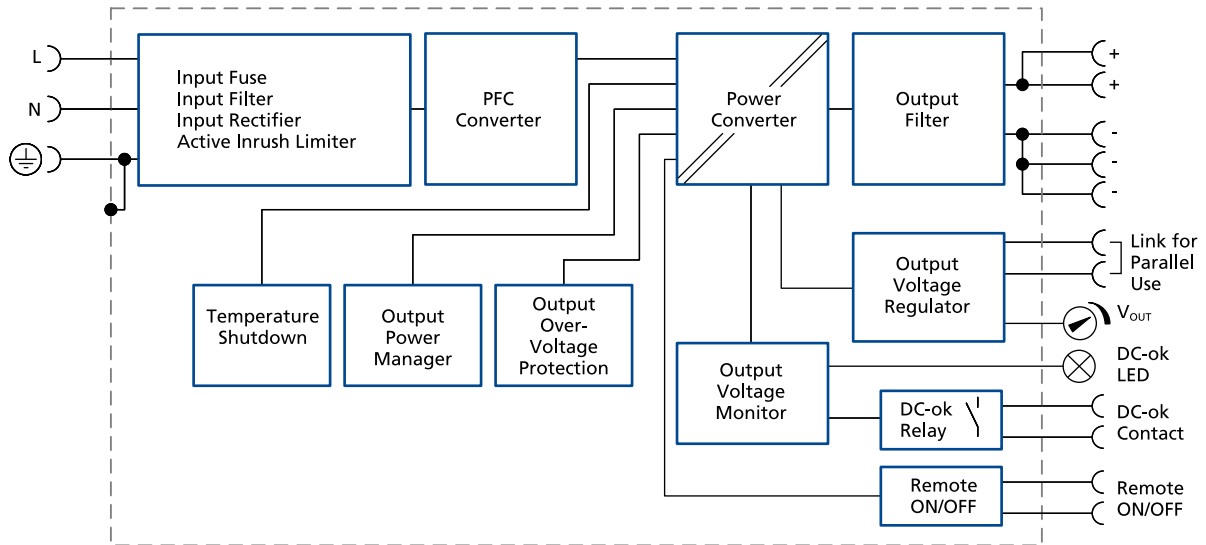 L
N
Input Fuse
Input Filter
Input Rectifier
Active Inrush Limiter
PFC
Converter
Power
Converter
Output
Filter
+
+
-
-
-
Temperature
Shutdown
Output
Power
Manager
Output
Over-
Voltage
Protection
Output
Voltage
Regulator
Link for
Parallel
Use
VOUT
Output
Voltage
Monitor
DC-ok
LED
DC-ok
Relay
DC-ok
Contact
Remote
ON/OFF
Remote
ON/OFF